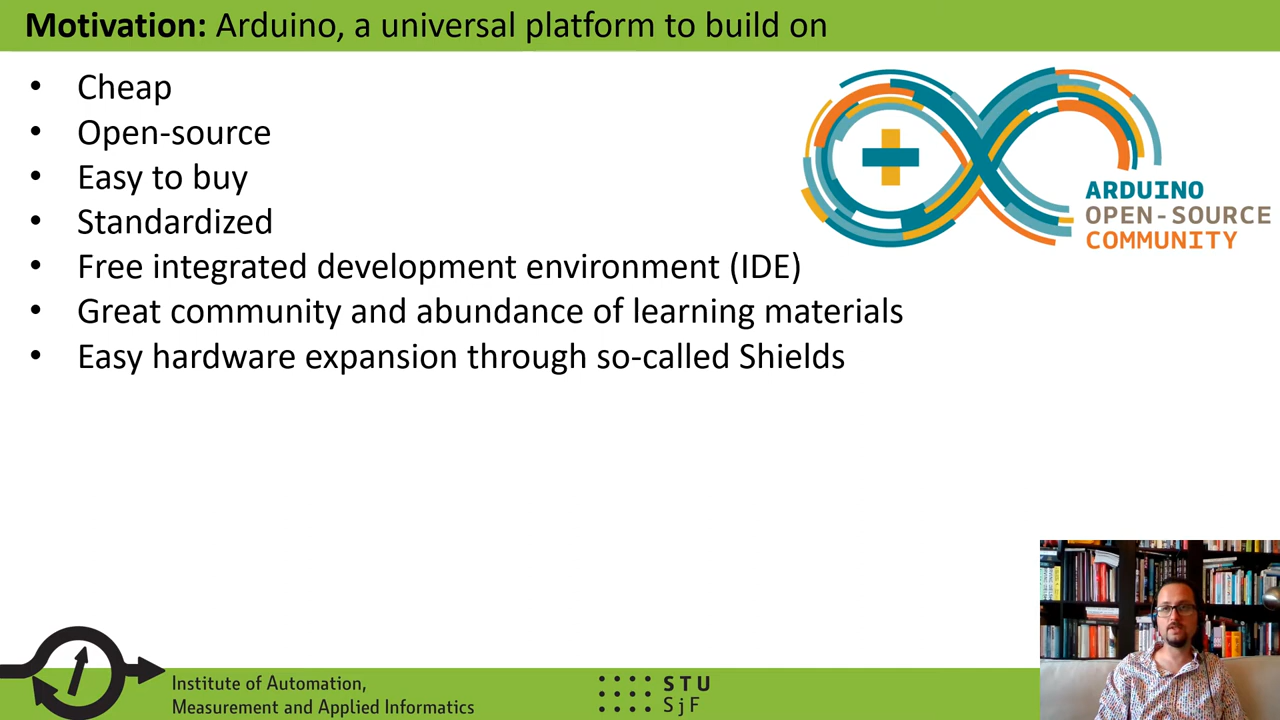 Motivation: Arduino, a universal platform to build on
• Cheap
• Open-source
• Easy to buy
• Standardized
• Free integrated development environment (IDE)
• Great community and abundance of learning materials
• Easy hardware expansion through so-called Shields
ARDUINO
OPEN-SOURCE
COMMUNITY
Institute of Automation,
Measurement and Applied Informatics
STU
SjF